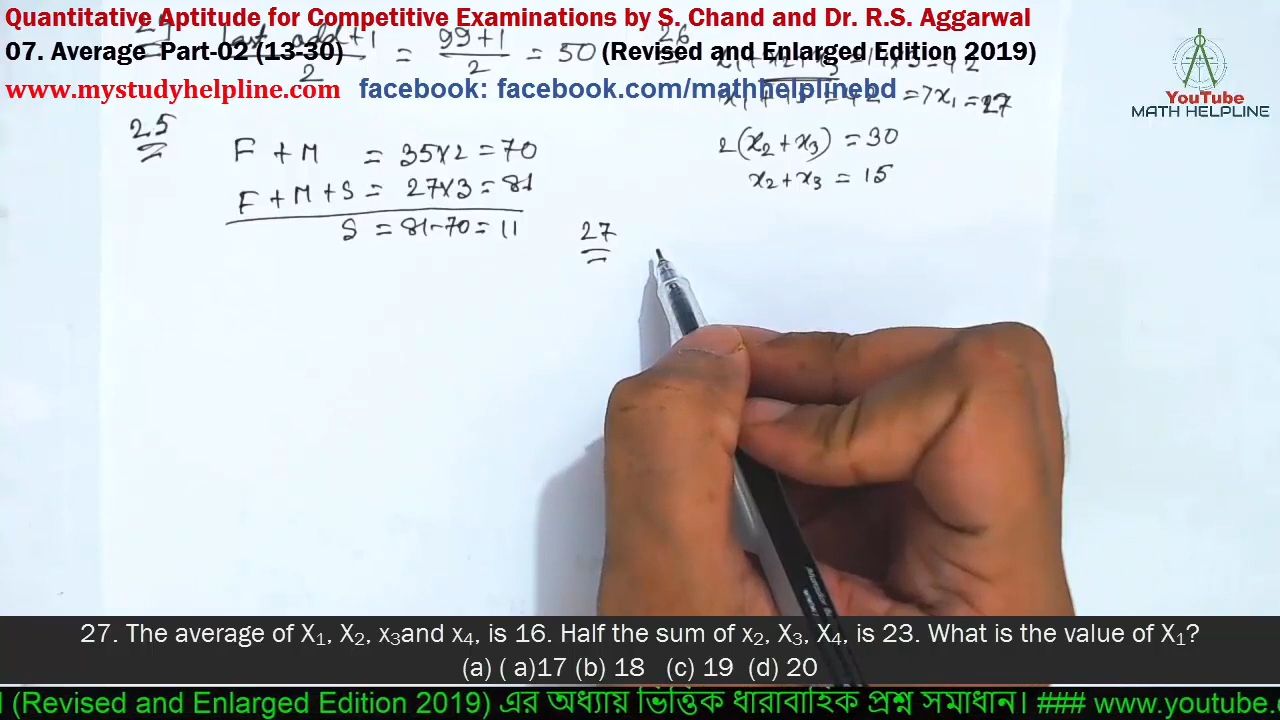 Quantitative Aptitude for Competitive Examinations by S. Chand and Dr. R.S. Aggarwal
07. Average Part-02 (13-30) (Revised and Enlarged Edition 2019)
www.mystudyhelpline.com facebook: facebook.com/mathhelplinebd
YouTube
MATH HELPLINE
last odd+1 / 2 = 99+1 / 2 = 50
25
F + M = 35×2 = 70
F + M + S = 27×3 = 81
S = 81-70 = 11
26
= 7x₁ = 27
2(x₂ + x₃) = 30
x₂ + x₃ = 15
27
27. The average of X₁, X₂, x₃and x₄, is 16. Half the sum of x₂, X₃, X₄, is 23. What is the value of X₁?
(a) ( a)17 (b) 18 (c) 19 (d) 20
(Revised and Enlarged Edition 2019) এর অধ্যায় ভিত্তিক ধারাবাহিক প্রশ্ন সমাধান। ### www.youtube.c